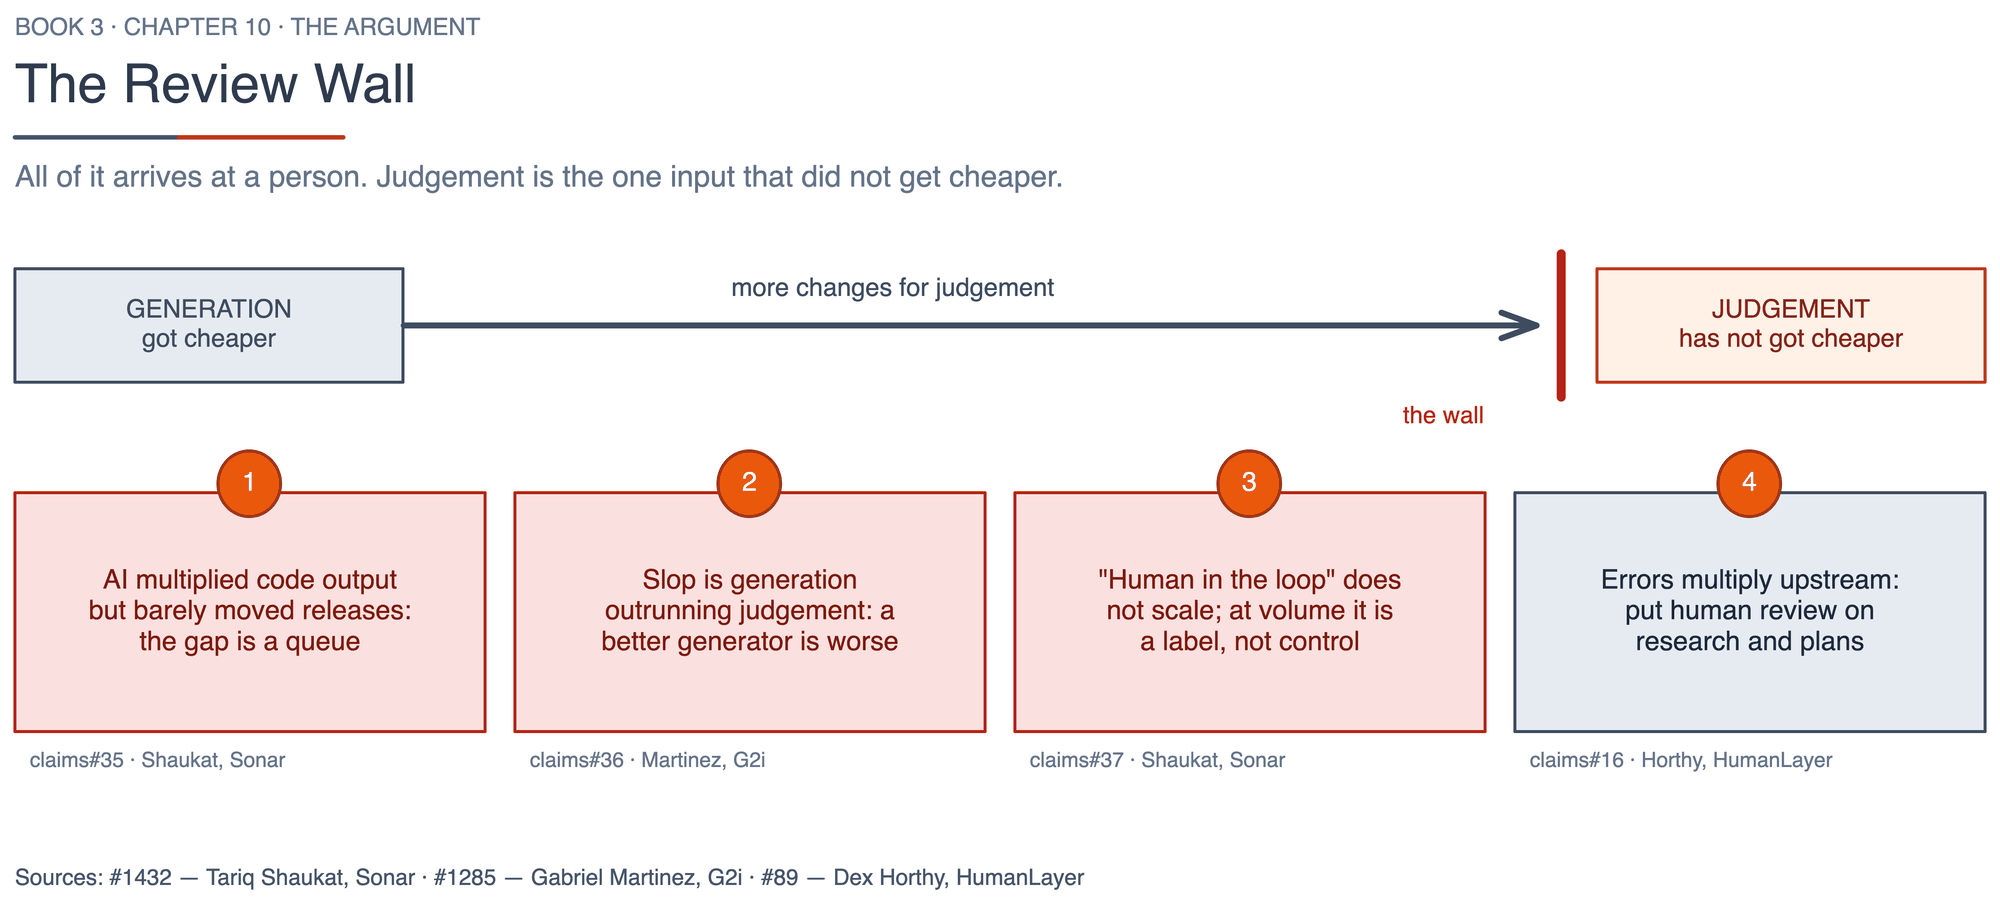 BOOK 3 · CHAPTER 10 · THE ARGUMENT
The Review Wall
All of it arrives at a person. Judgement is the one input that did not get cheaper.
GENERATION
got cheaper
more changes for judgement
JUDGEMENT
has not got cheaper
the wall
1
AI multiplied code output
but barely moved releases:
the gap is a queue
claims#35 · Shaukat, Sonar
2
Slop is generation
outrunning judgement: a
better generator is worse
claims#36 · Martinez, G2i
3
"Human in the loop" does
not scale; at volume it is
a label, not control
claims#37 · Shaukat, Sonar
4
Errors multiply upstream:
put human review on
research and plans
claims#16 · Horthy, HumanLayer
Sources: #1432 — Tariq Shaukat, Sonar · #1285 — Gabriel Martinez, G2i · #89 — Dex Horthy, HumanLayer